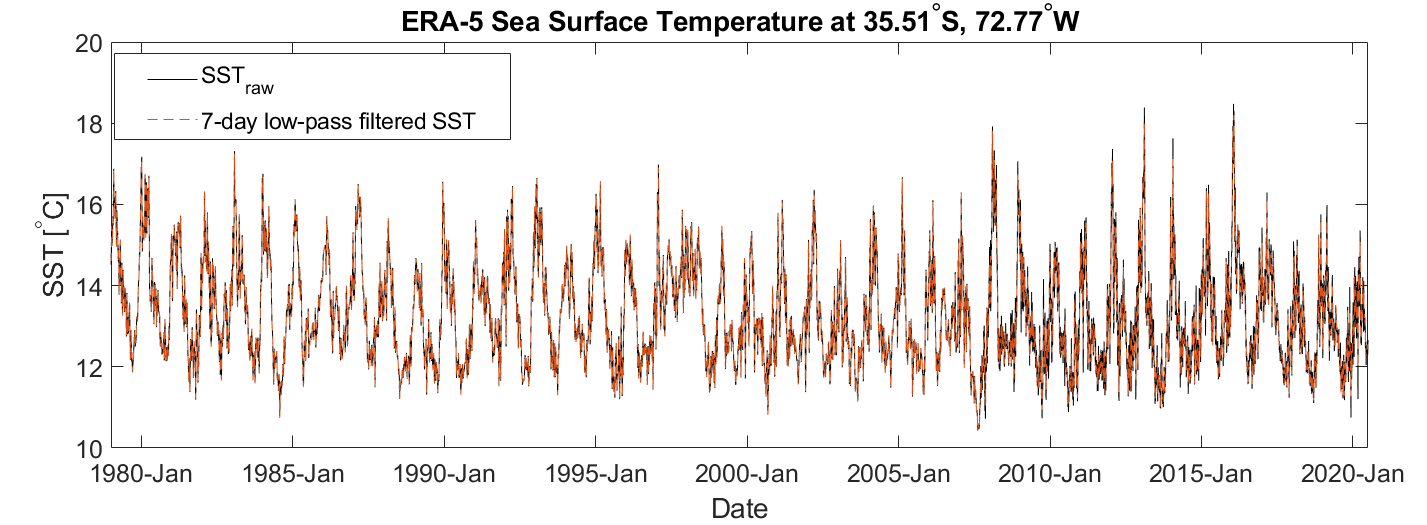 ERA-5 Sea Surface Temperature at 35.51°S, 72.77°W
20
18
16
14
12
10
SST [°C]
SSTraw
7-day low-pass filtered SST
1980-Jan
1985-Jan
1990-Jan
1995-Jan
2000-Jan
2005-Jan
2010-Jan
2015-Jan
2020-Jan
Date